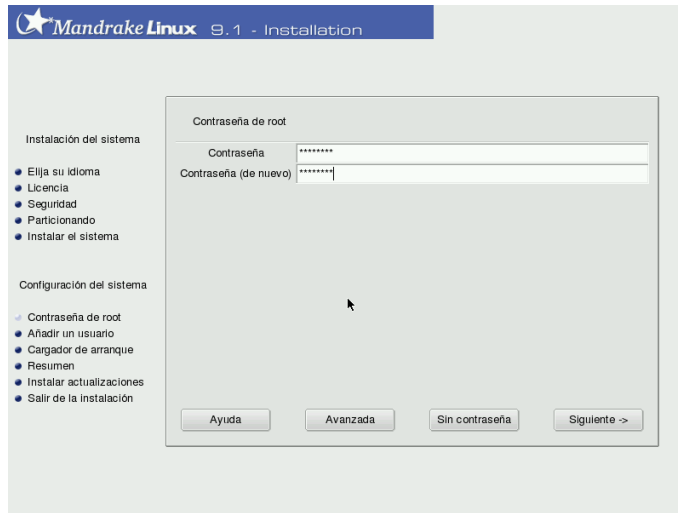 Mandrake Linux 9.1 - Installation
Instalación del sistema
Elija su idioma
Licencia
Seguridad
Particionando
Instalar el sistema
Configuración del sistema
Contraseña de root
Añadir un usuario
Cargador de arranque
Resumen
Instalar actualizaciones
Salir de la instalación
Contraseña de root
Contraseña ********
Contraseña (de nuevo) ********
Ayuda Avanzada Sin contraseña Siguiente ->